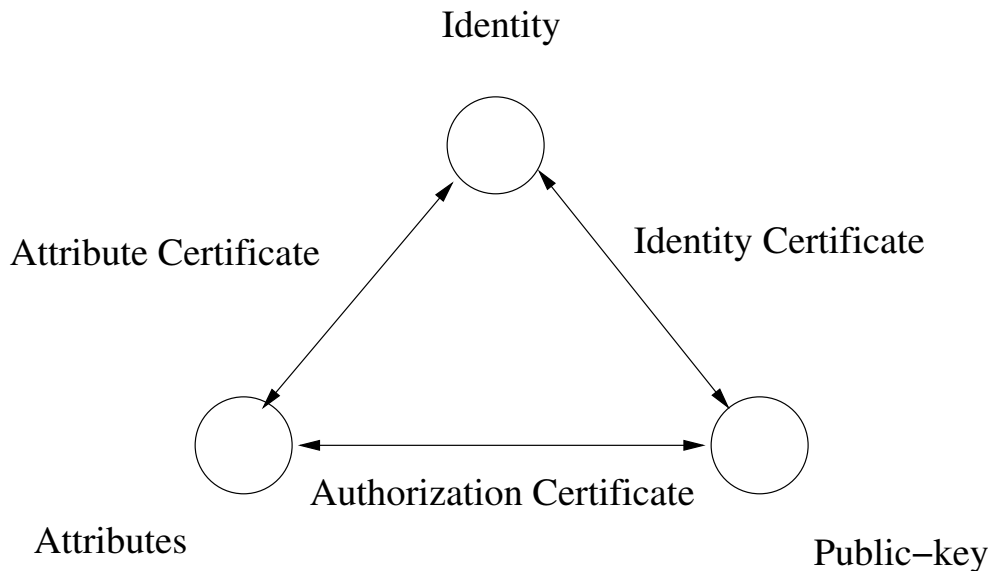 Identity
Attribute Certificate
Identity Certificate
Authorization Certificate
Attributes
Public−key